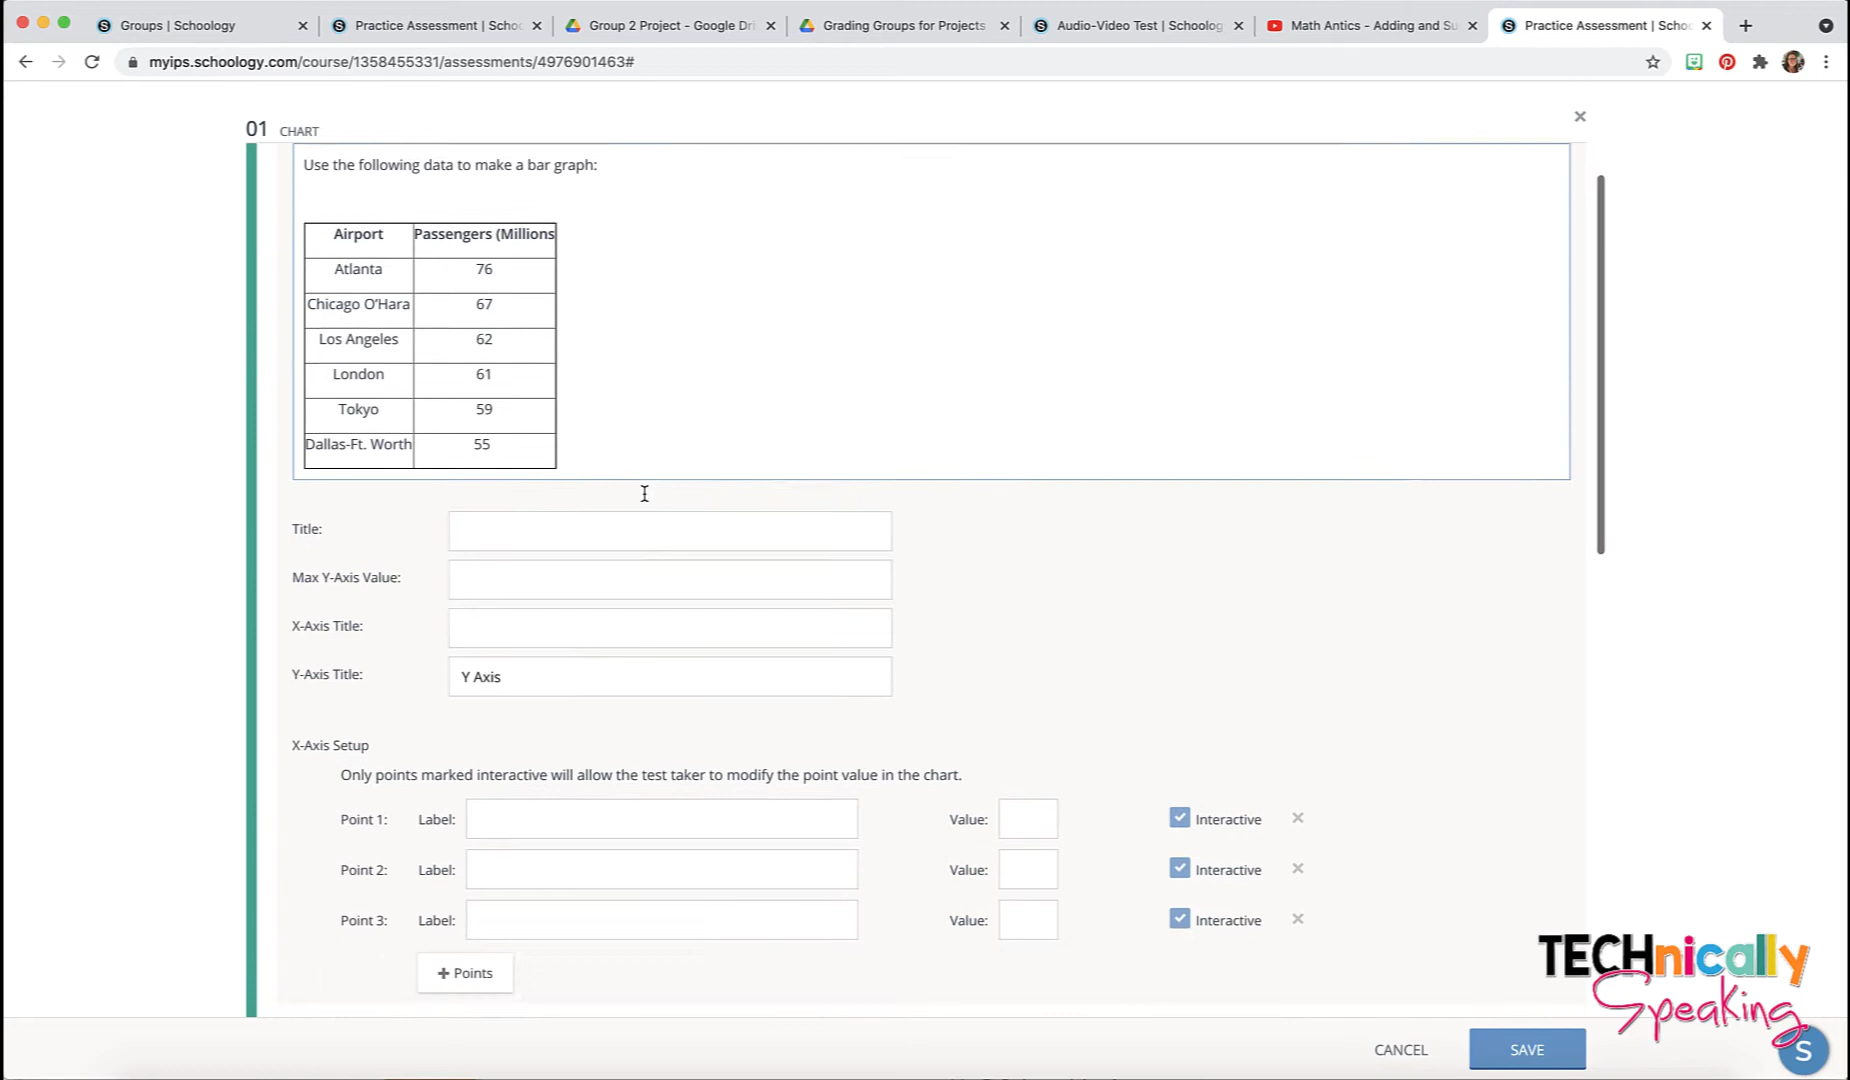 Groups | Schoology
Practice Assessment | Schoo
Group 2 Project - Google Dri
Grading Groups for Projects
Audio-Video Test | Schoolog
Math Antics - Adding and Su
Practice Assessment | Schoo
myips.schoology.com/course/1358455331/assessments/4976901463#
01 CHART
Use the following data to make a bar graph:
Airport Passengers (Millions
Atlanta 76
Chicago O'Hara 67
Los Angeles 62
London 61
Tokyo 59
Dallas-Ft. Worth 55
Title:
Max Y-Axis Value:
X-Axis Title:
Y-Axis Title: Y Axis
X-Axis Setup
Only points marked interactive will allow the test taker to modify the point value in the chart.
Point 1: Label: Value: Interactive
Point 2: Label: Value: Interactive
Point 3: Label: Value: Interactive
+ Points
TECHnically
Speaking
CANCEL SAVE
S